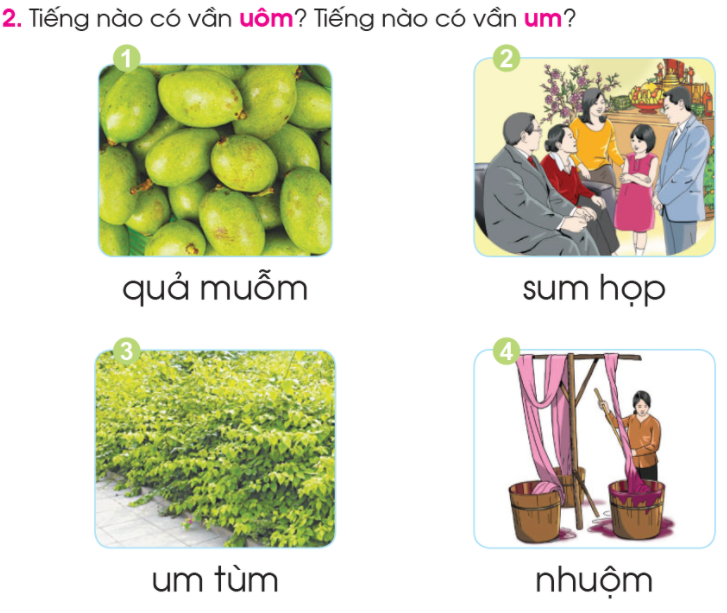 2. Tiếng nào có vần uôm? Tiếng nào có vần um?
1
2
quả muỗm
sum họp
3
4
um tùm
nhuộm